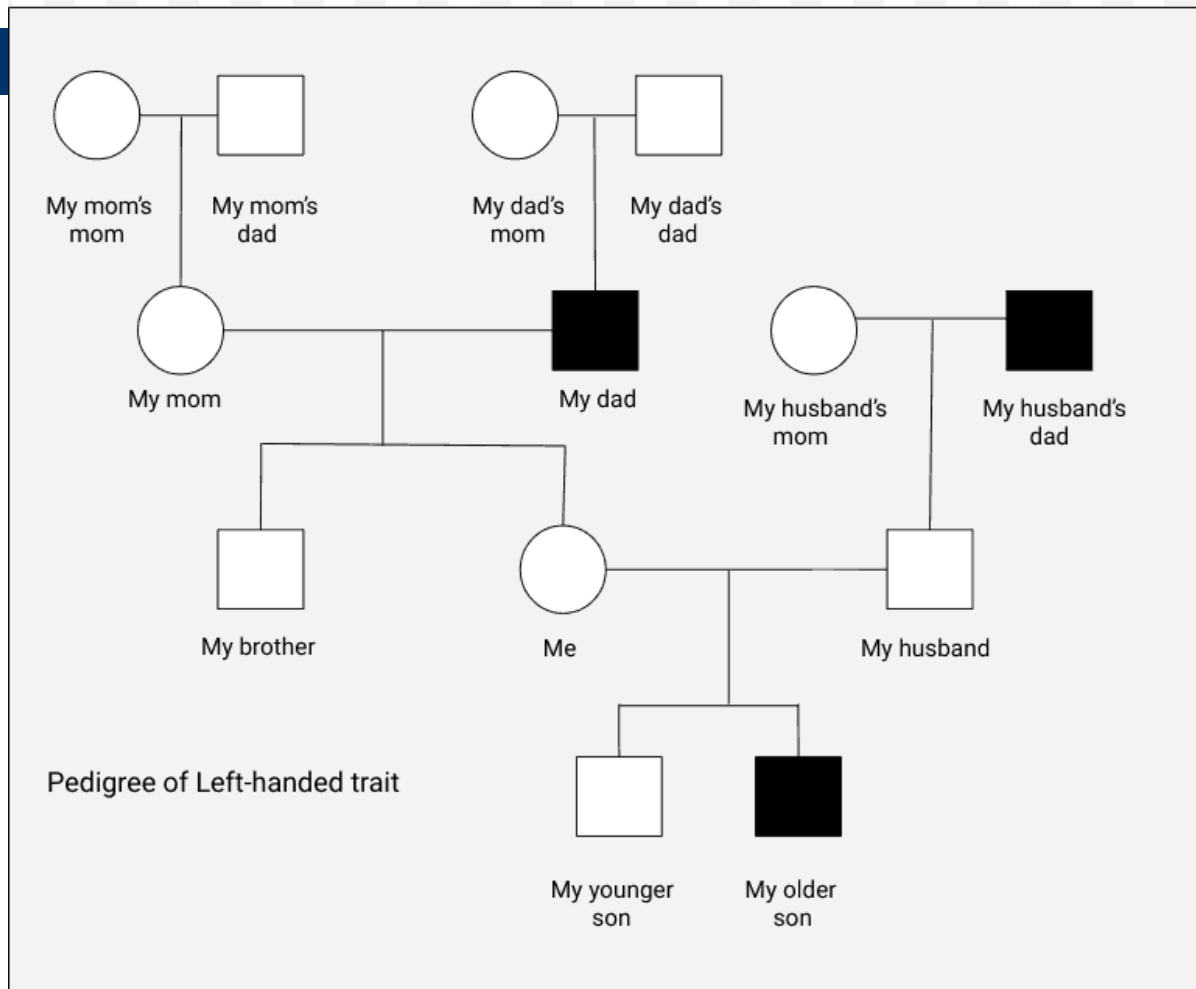 My mom's
mom
My mom's
dad
My dad's
mom
My dad's
dad
My mom
My dad
My husband's
mom
My husband's
dad
My brother
Me
My husband
Pedigree of Left-handed trait
My younger
son
My older
son